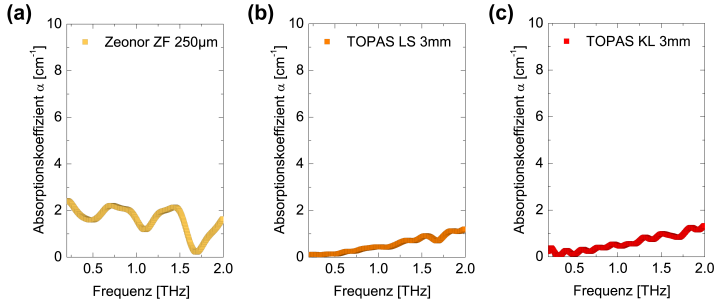 (a)
Zeonor ZF 250µm
Absorptionskoeffizient α [cm⁻¹]
10
8
6
4
2
0
0.5 1.0 1.5 2.0
Frequenz [THz]
(b)
TOPAS LS 3mm
Absorptionskoeffizient α [cm⁻¹]
10
8
6
4
2
0
0.5 1.0 1.5 2.0
Frequenz [THz]
(c)
TOPAS KL 3mm
Absorptionskoeffizient α [cm⁻¹]
10
8
6
4
2
0
0.5 1.0 1.5 2.0
Frequenz [THz]